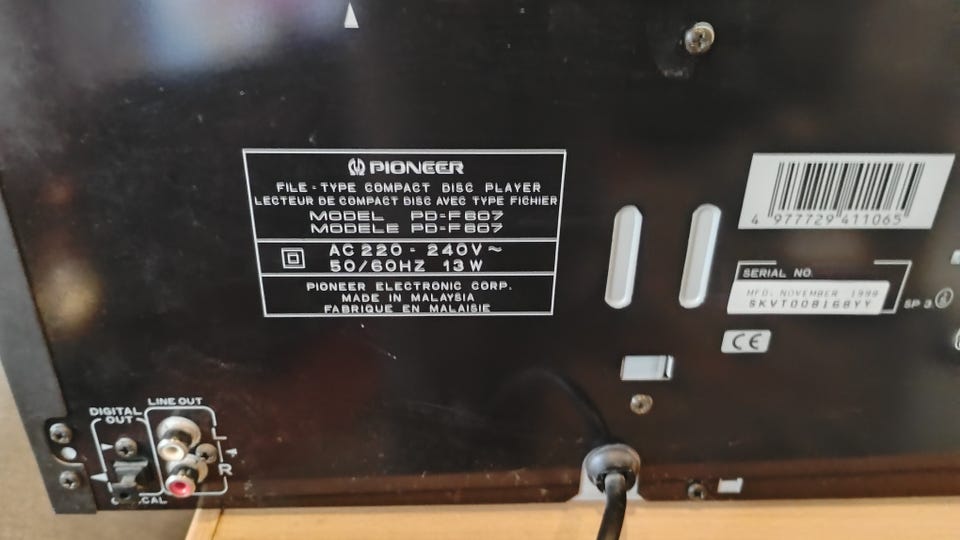 PIONEER
FILE-TYPE COMPACT DISC PLAYER
LECTEUR DE COMPACT DISC AVEC TYPE FICHIER
MODEL PD-F607
MODELE PD-F607
AC 220 - 240V~
50/60HZ 13W
PIONEER ELECTRONIC CORP.
MADE IN MALAYSIA
FABRIQUE EN MALAISIE
4 977729 411065
SERIAL NO.
MFD. NOVEMBER 1999
SKVT008168YY
SP 3
CE
DIGITAL OUT
LINE OUT
L
R